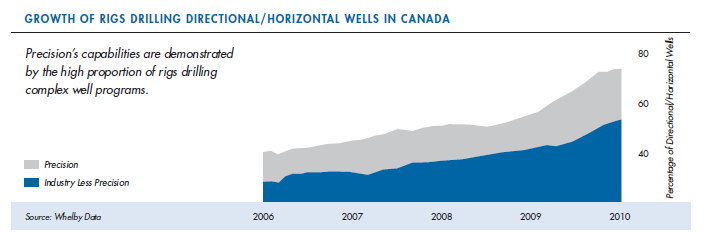 GROWTH OF RIGS DRILLING DIRECTIONAL/HORIZONTAL WELLS IN CANADA
Precision's capabilities are demonstrated
by the high proportion of rigs drilling
complex well programs.
80
60
40
Percentage of Directional/Horizontal Wells
Precision
Industry Less Precision
Source: Whelby Data
2006 2007 2008 2009 2010